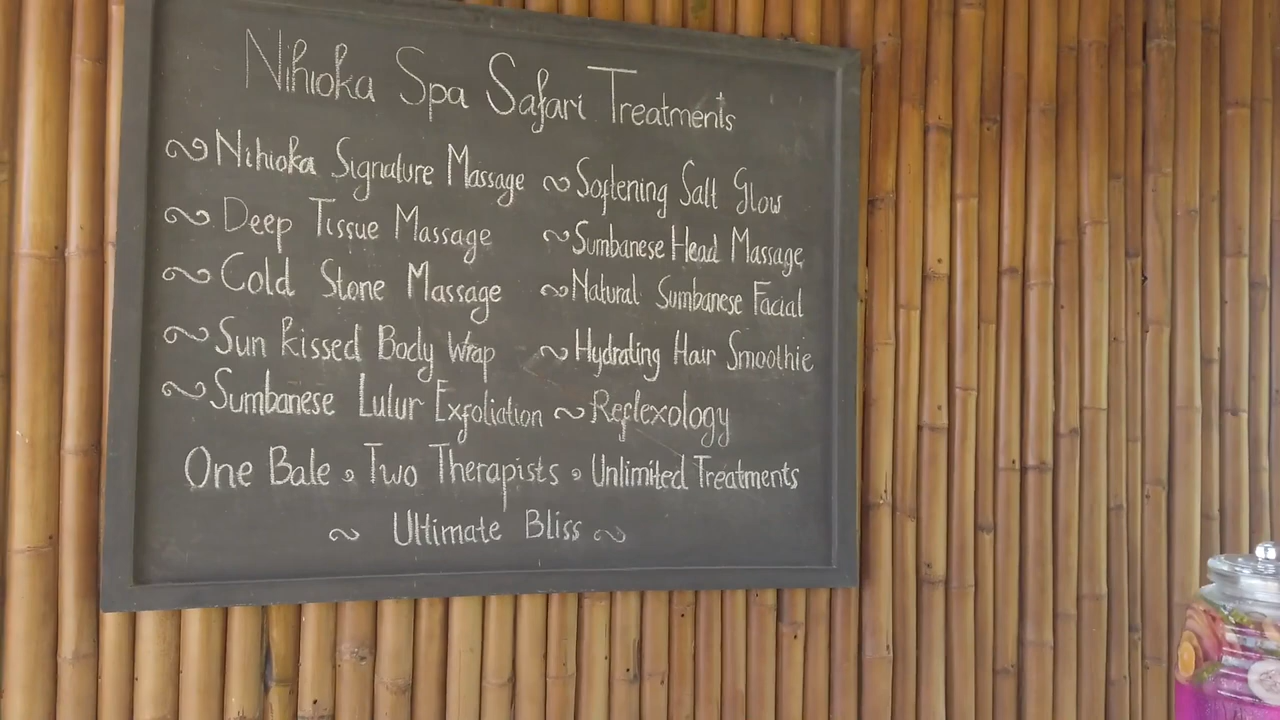 Nihioka Spa Safari Treatments
~ Nihioka Signature Massage
~ Deep Tissue Massage
~ Cold Stone Massage
~ Sun Kissed Body Wrap
~ Sumbanese Lulur Exfoliation
~ Softening Salt Glow
~ Sumbanese Head Massage
~ Natural Sumbanese Facial
~ Hydrating Hair Smoothie
~ Reflexology
One Bale • Two Therapists • Unlimited Treatments
~ Ultimate Bliss ~